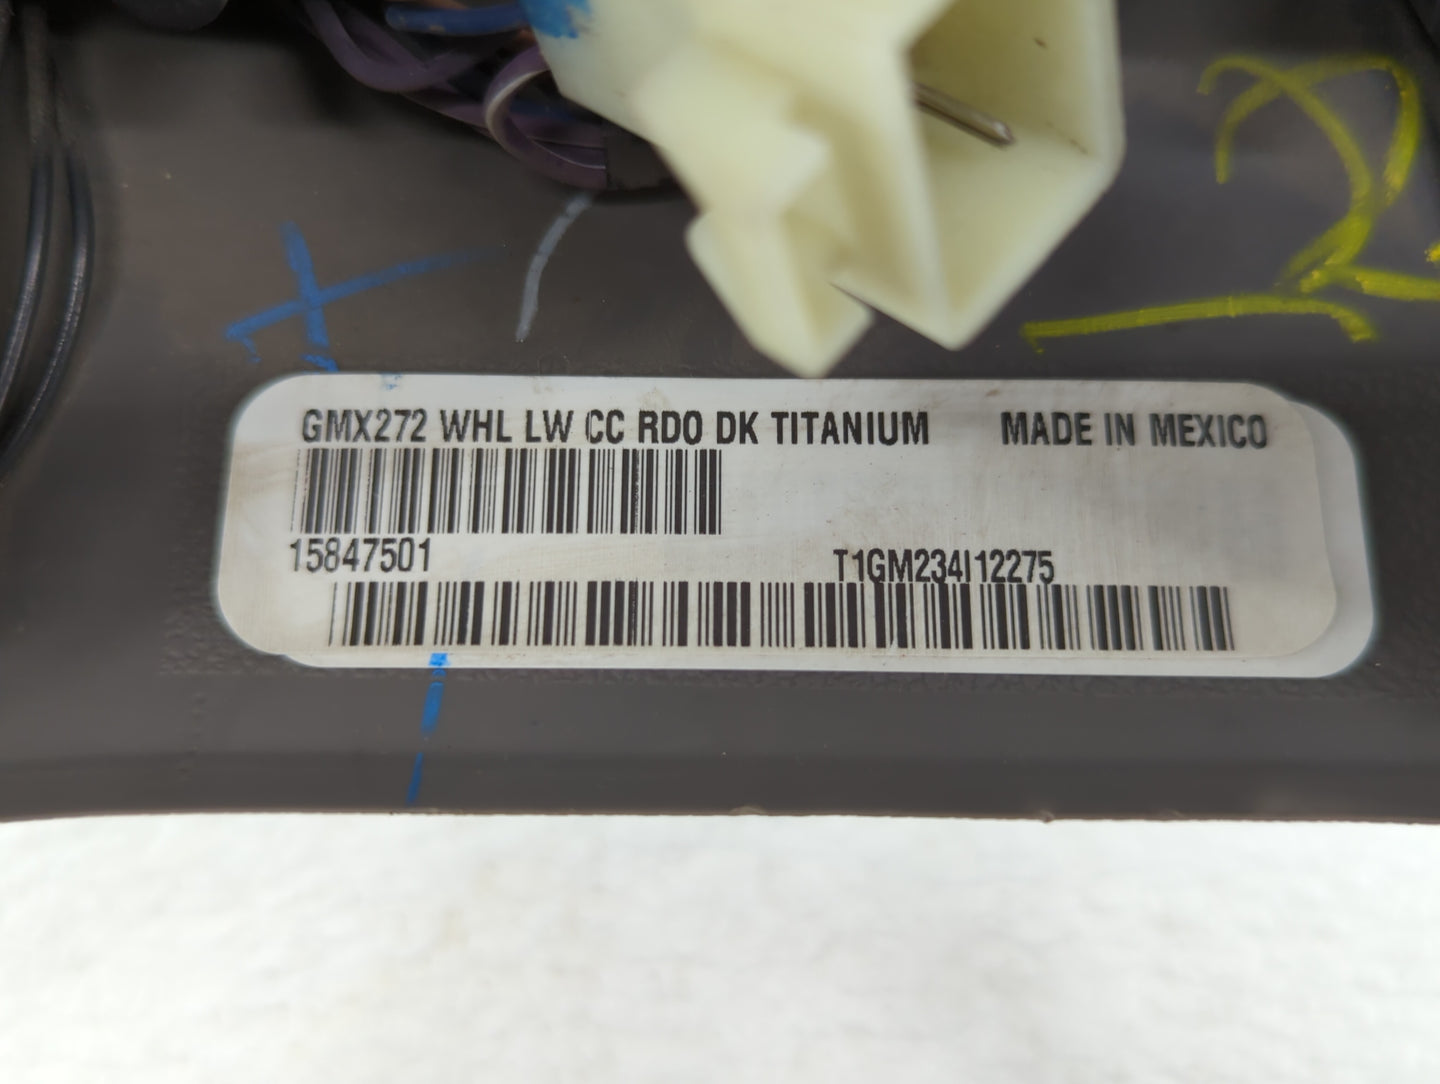 GMX272 WHL LW CC RDO DK TITANIUM MADE IN MEXICO
15847501 T1GM234I12275